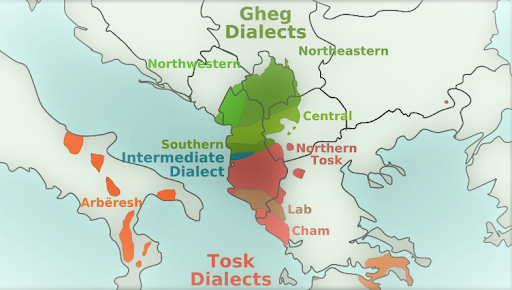 Gheg
Dialects
Northeastern
Northwestern
Central
Southern
Intermediate
Dialect
Northern
Tosk
Arbëresh
Lab
Cham
Tosk
Dialects